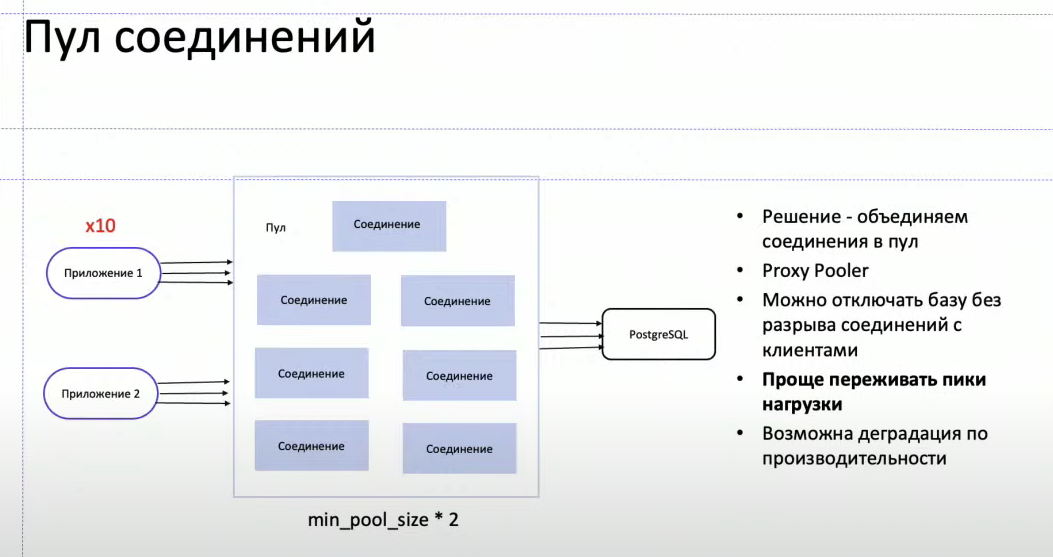 Пул соединений
x10
Приложение 1
Приложение 2
Пул
Соединение
Соединение
Соединение
Соединение
Соединение
Соединение
Соединение
min_pool_size * 2
PostgreSQL
• Решение - объединяем
соединения в пул
• Proxy Pooler
• Можно отключать базу без
разрыва соединений с
клиентами
• Проще переживать пики
нагрузки
• Возможна деградация по
производительности